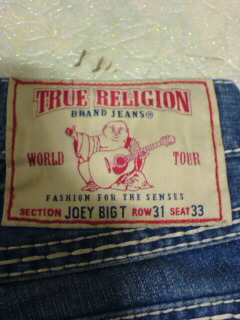 TRUE RELIGION
BRAND JEANS®
WORLD TOUR
FASHION FOR THE SENSES
SECTION JOEY BIG T ROW 31 SEAT 33